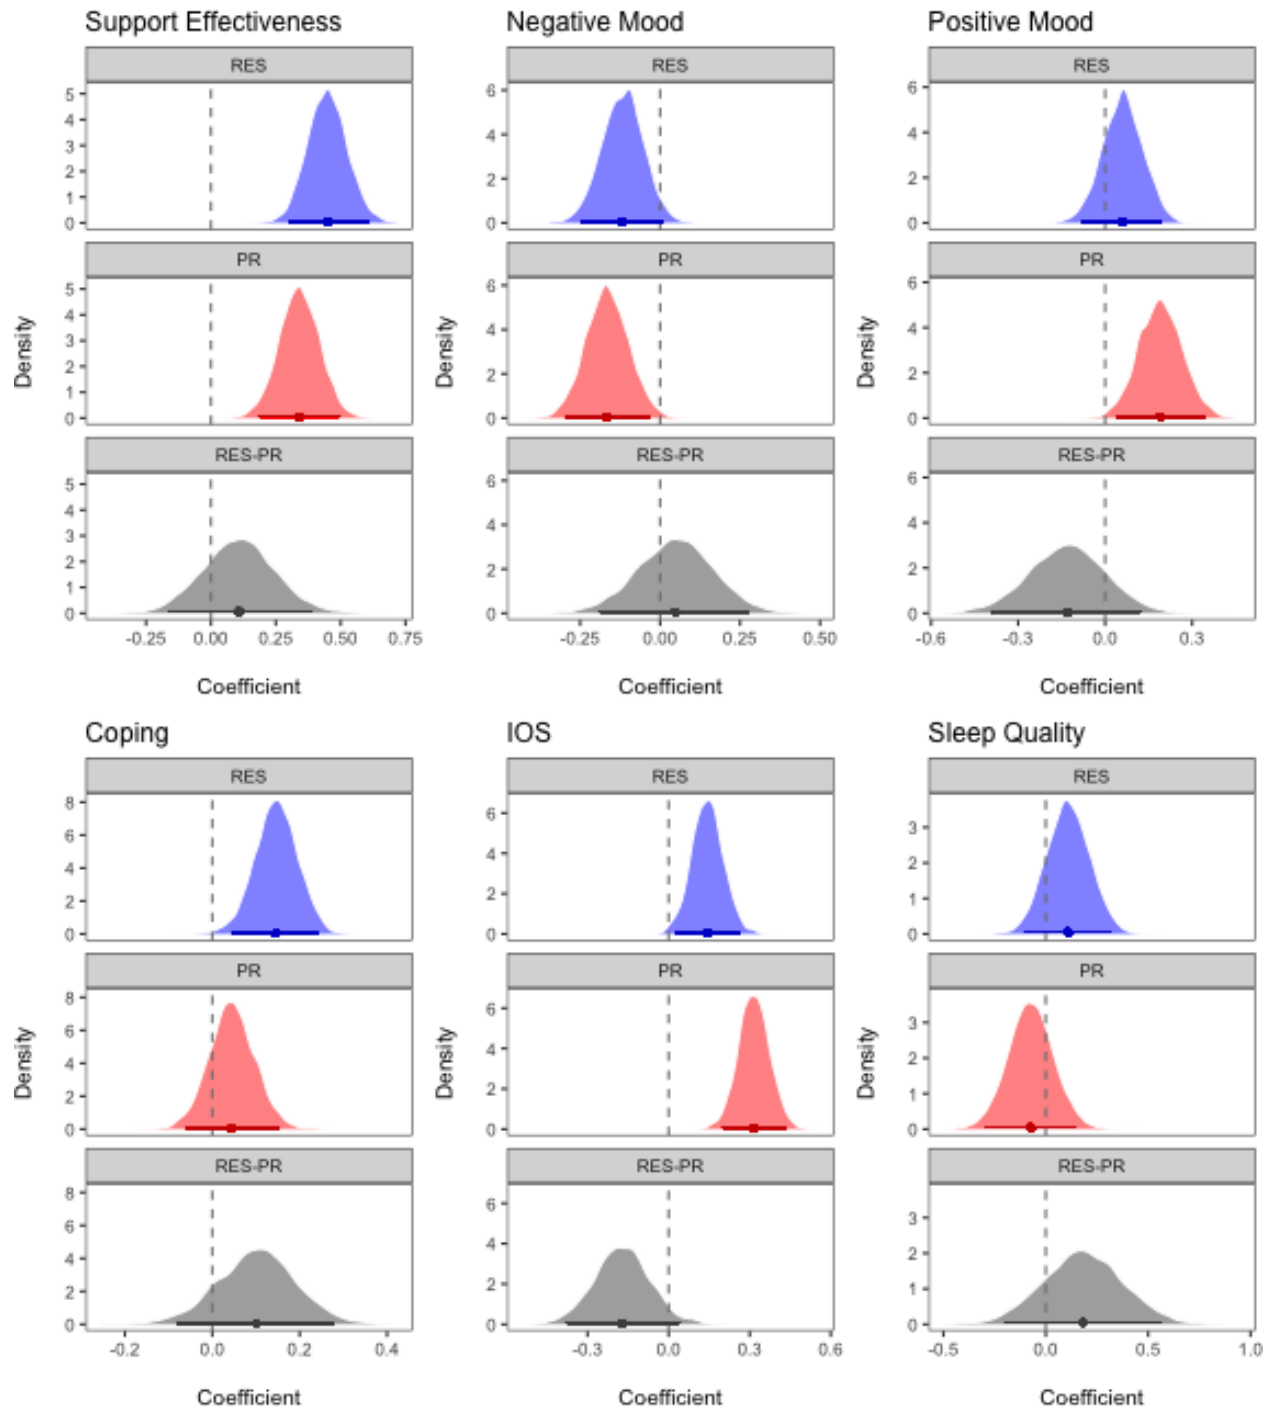 Support Effectiveness
RES
5
4
3
2
1
0
PR
5
4
3
2
1
0
RES-PR
5
4
3
2
1
0
-0.25 0.00 0.25 0.50 0.75
Density
Coefficient
Negative Mood
RES
6
4
2
0
PR
6
4
2
0
RES-PR
6
4
2
0
-0.25 0.00 0.25 0.50
Density
Coefficient
Positive Mood
RES
6
4
2
0
PR
6
4
2
0
RES-PR
6
4
2
0
-0.6 -0.3 0.0 0.3
Density
Coefficient
Coping
RES
8
6
4
2
0
PR
8
6
4
2
0
RES-PR
8
6
4
2
0
-0.2 0.0 0.2 0.4
Density
Coefficient
IOS
RES
6
4
2
0
PR
6
4
2
0
RES-PR
6
4
2
0
-0.3 0.0 0.3 0.6
Density
Coefficient
Sleep Quality
RES
3
2
1
0
PR
3
2
1
0
RES-PR
3
2
1
0
-0.5 0.0 0.5 1.0
Density
Coefficient